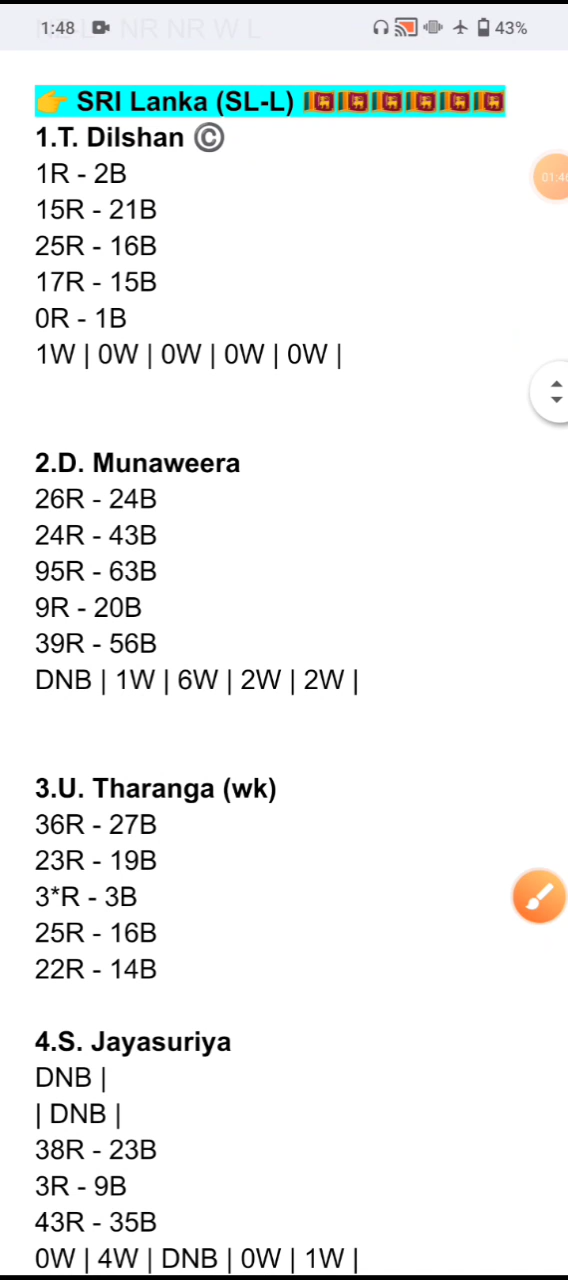 NR NR W L
1:48
43%
👉 SRI Lanka (SL-L) 🇱🇰🇱🇰🇱🇰🇱🇰🇱🇰🇱🇰
1.T. Dilshan ©
1R - 2B
15R - 21B
25R - 16B
17R - 15B
0R - 1B
1W | 0W | 0W | 0W | 0W |
2.D. Munaweera
26R - 24B
24R - 43B
95R - 63B
9R - 20B
39R - 56B
DNB | 1W | 6W | 2W | 2W |
3.U. Tharanga (wk)
36R - 27B
23R - 19B
3*R - 3B
25R - 16B
22R - 14B
4.S. Jayasuriya
DNB |
| DNB |
38R - 23B
3R - 9B
43R - 35B
0W | 4W | DNB | 0W | 1W |